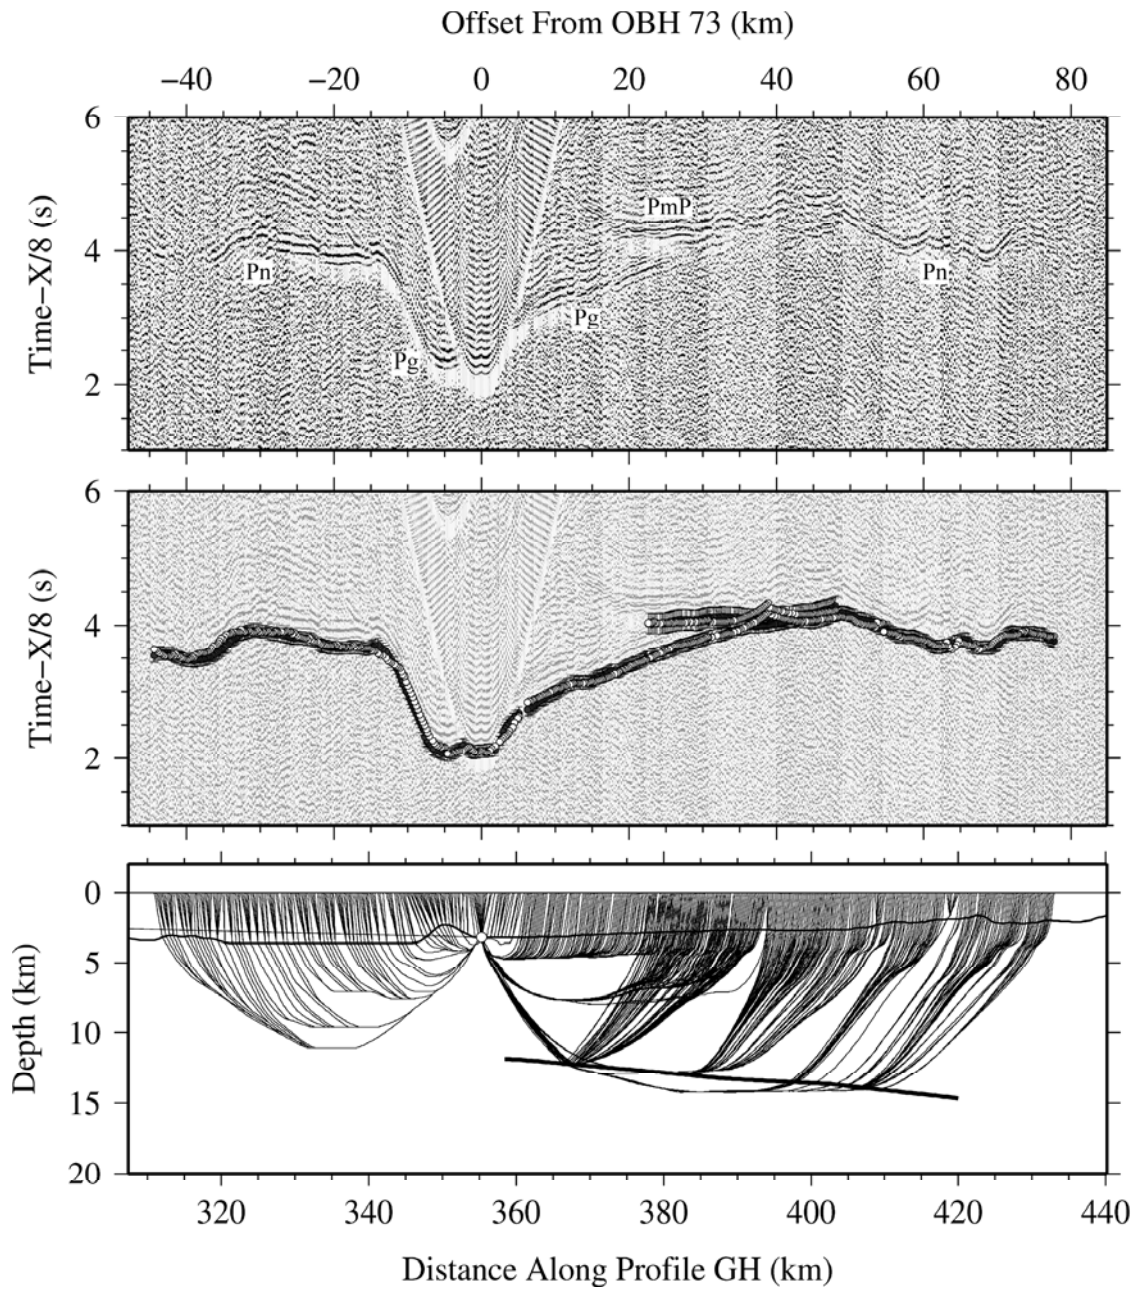 Offset From OBH 73 (km)
−40 −20 0 20 40 60 80
6
4
2
Time−X/8 (s)
PmP
Pn
Pn
Pg
Pg
6
4
2
Time−X/8 (s)
0
5
10
15
20
Depth (km)
320 340 360 380 400 420 440
Distance Along Profile GH (km)